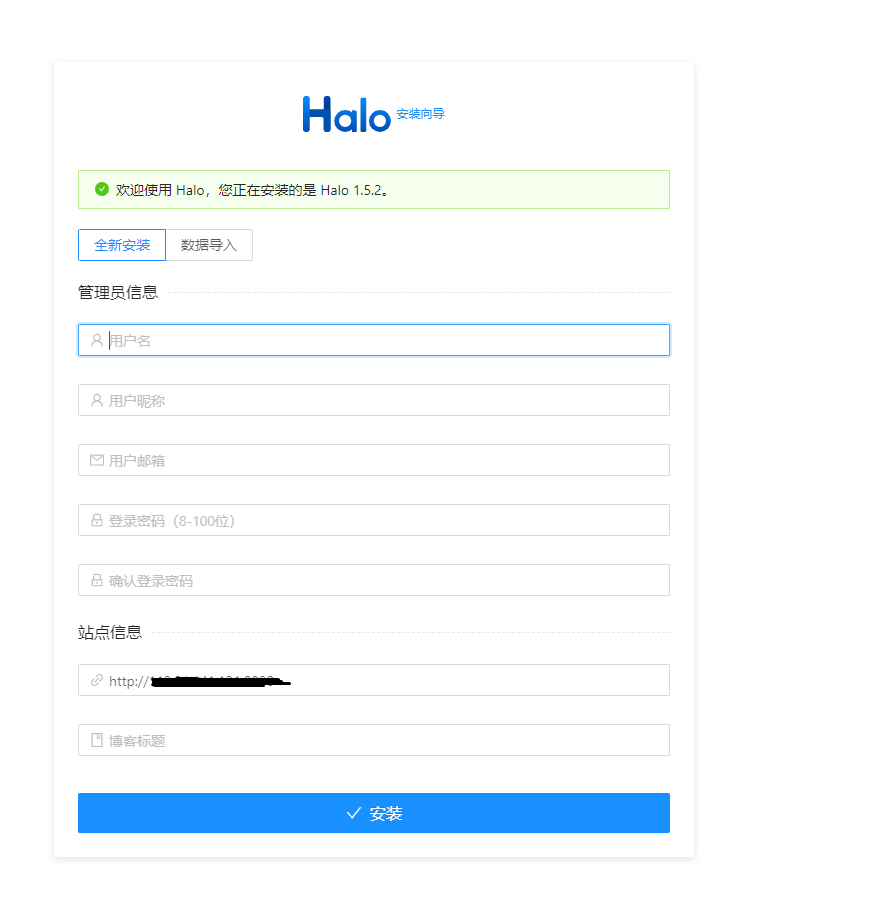 Halo 安装向导
欢迎使用 Halo，您正在安装的是 Halo 1.5.2。
全新安装 数据导入
管理员信息
用户名
用户昵称
用户邮箱
登录密码（8-100位）
确认登录密码
站点信息
http://
博客标题
安装